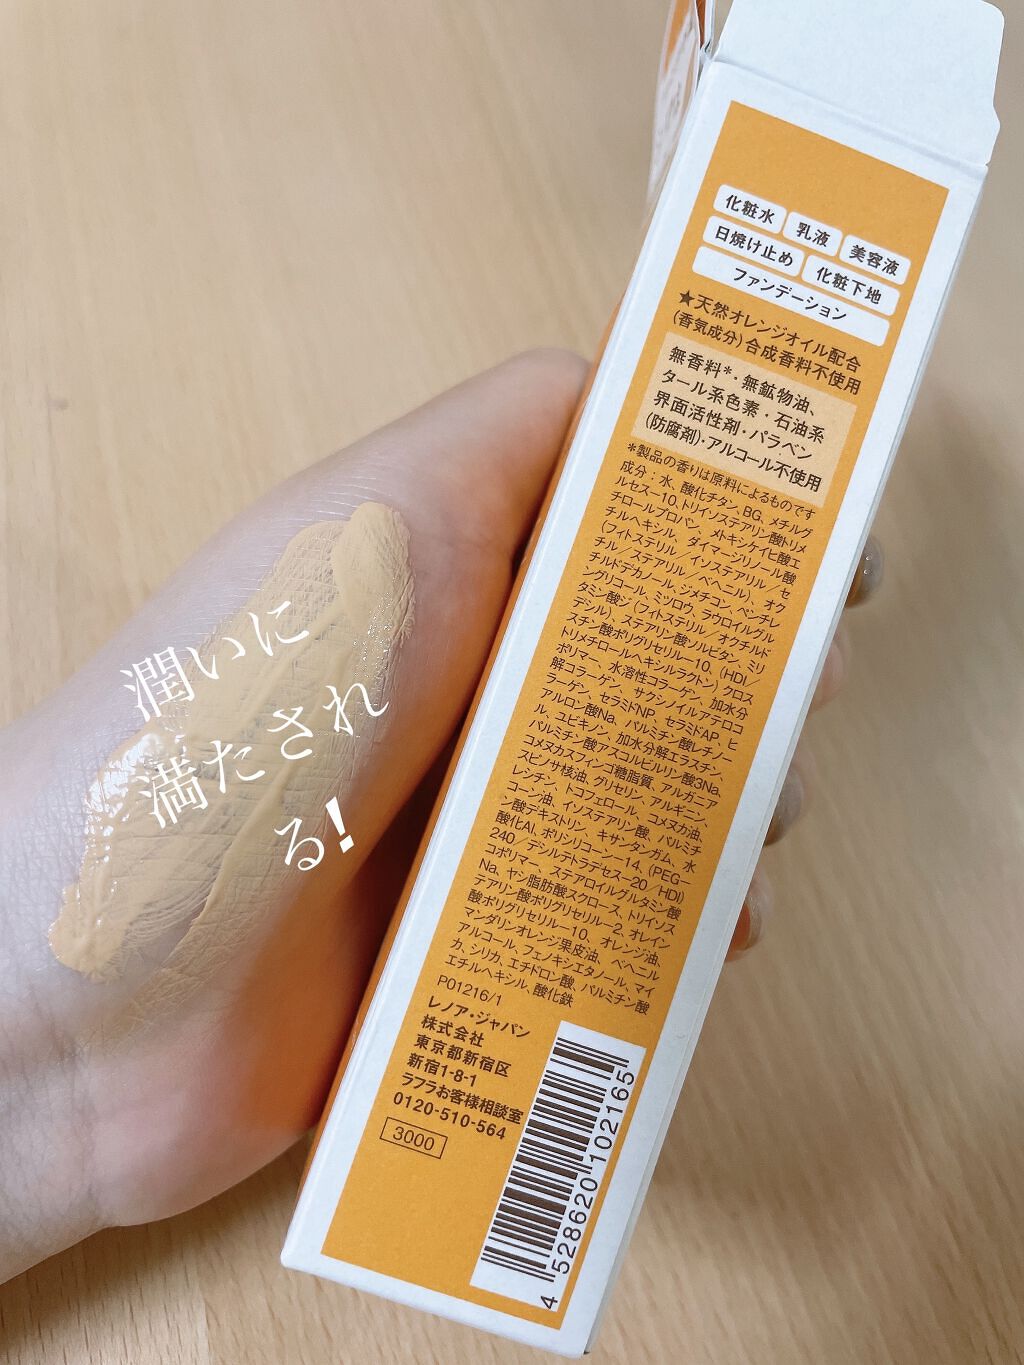 化粧水
乳液
美容液
日焼け止め
化粧下地
ファンデーション
★天然オレンジオイル配合
(香気成分)合成香料不使用
無香料*・無鉱物油、
タール系色素・石油系
界面活性剤・パラベン
(防腐剤)・アルコール不使用
*製品の香りは原料によるものです
成分:水、酸化チタン、BG、メチルグ
ルセス-10、トリイソステアリン酸トリメ
チロールプロパン、メトキシケイヒ酸エ
チルヘキシル、ダイマージリノール酸
(フィトステリル/イソステアリル/セ
チル/ステアリル/ベヘニル)、オク
チルドデカノール、ジメチコン、ペンチレ
ングリコール、ミツロウ、ラウロイルグル
タミン酸ジ(フィトステリル/オクチルド
デシル)、ステアリン酸ソルビタン、ミリ
スチン酸ポリグリセリル-10、(HDI/
トリメチロールヘキシルラクトン)クロス
ポリマー、水溶性コラーゲン、加水分
解コラーゲン、サクシノイルアテロコ
ラーゲン、セラミドNP、セラミドAP、ヒ
アルロン酸Na、パルミチン酸レチノー
ル、ユビキノン、加水分解エラスチン、
パルミチン酸アスコルビルリン酸3Na、
コメヌカスフィンゴ糖脂質、アルガニア
スピノサ核油、グリセリン、アルギニン、
レシチン、トコフェロール、コメヌカ油、
コーン油、イソステアリン酸、パルミチ
ン酸デキストリン、キサンタンガム、水
酸化Al、ポリシリコーン-14、(PEG-
240/デシルテトラデセス-20/HDI)
コポリマー、ステアロイルグルタミン酸
Na、ヤシ脂肪酸スクロース、トリイソス
テアリン酸ポリグリセリル-2、オレイン
酸ポリグリセリル-10、オレンジ油、
マンダリンオレンジ果皮油、ベヘニル
アルコール、フェノキシエタノール、マイ
カ、シリカ、エチドロン酸、パルミチン酸
エチルヘキシル、酸化鉄
P01216/1
レノア・ジャパン
株式会社
東京都新宿区
新宿1-8-1
ラフラお客様相談室
0120-510-564
3000
4 528620 102165
潤いに
満たされ
る!